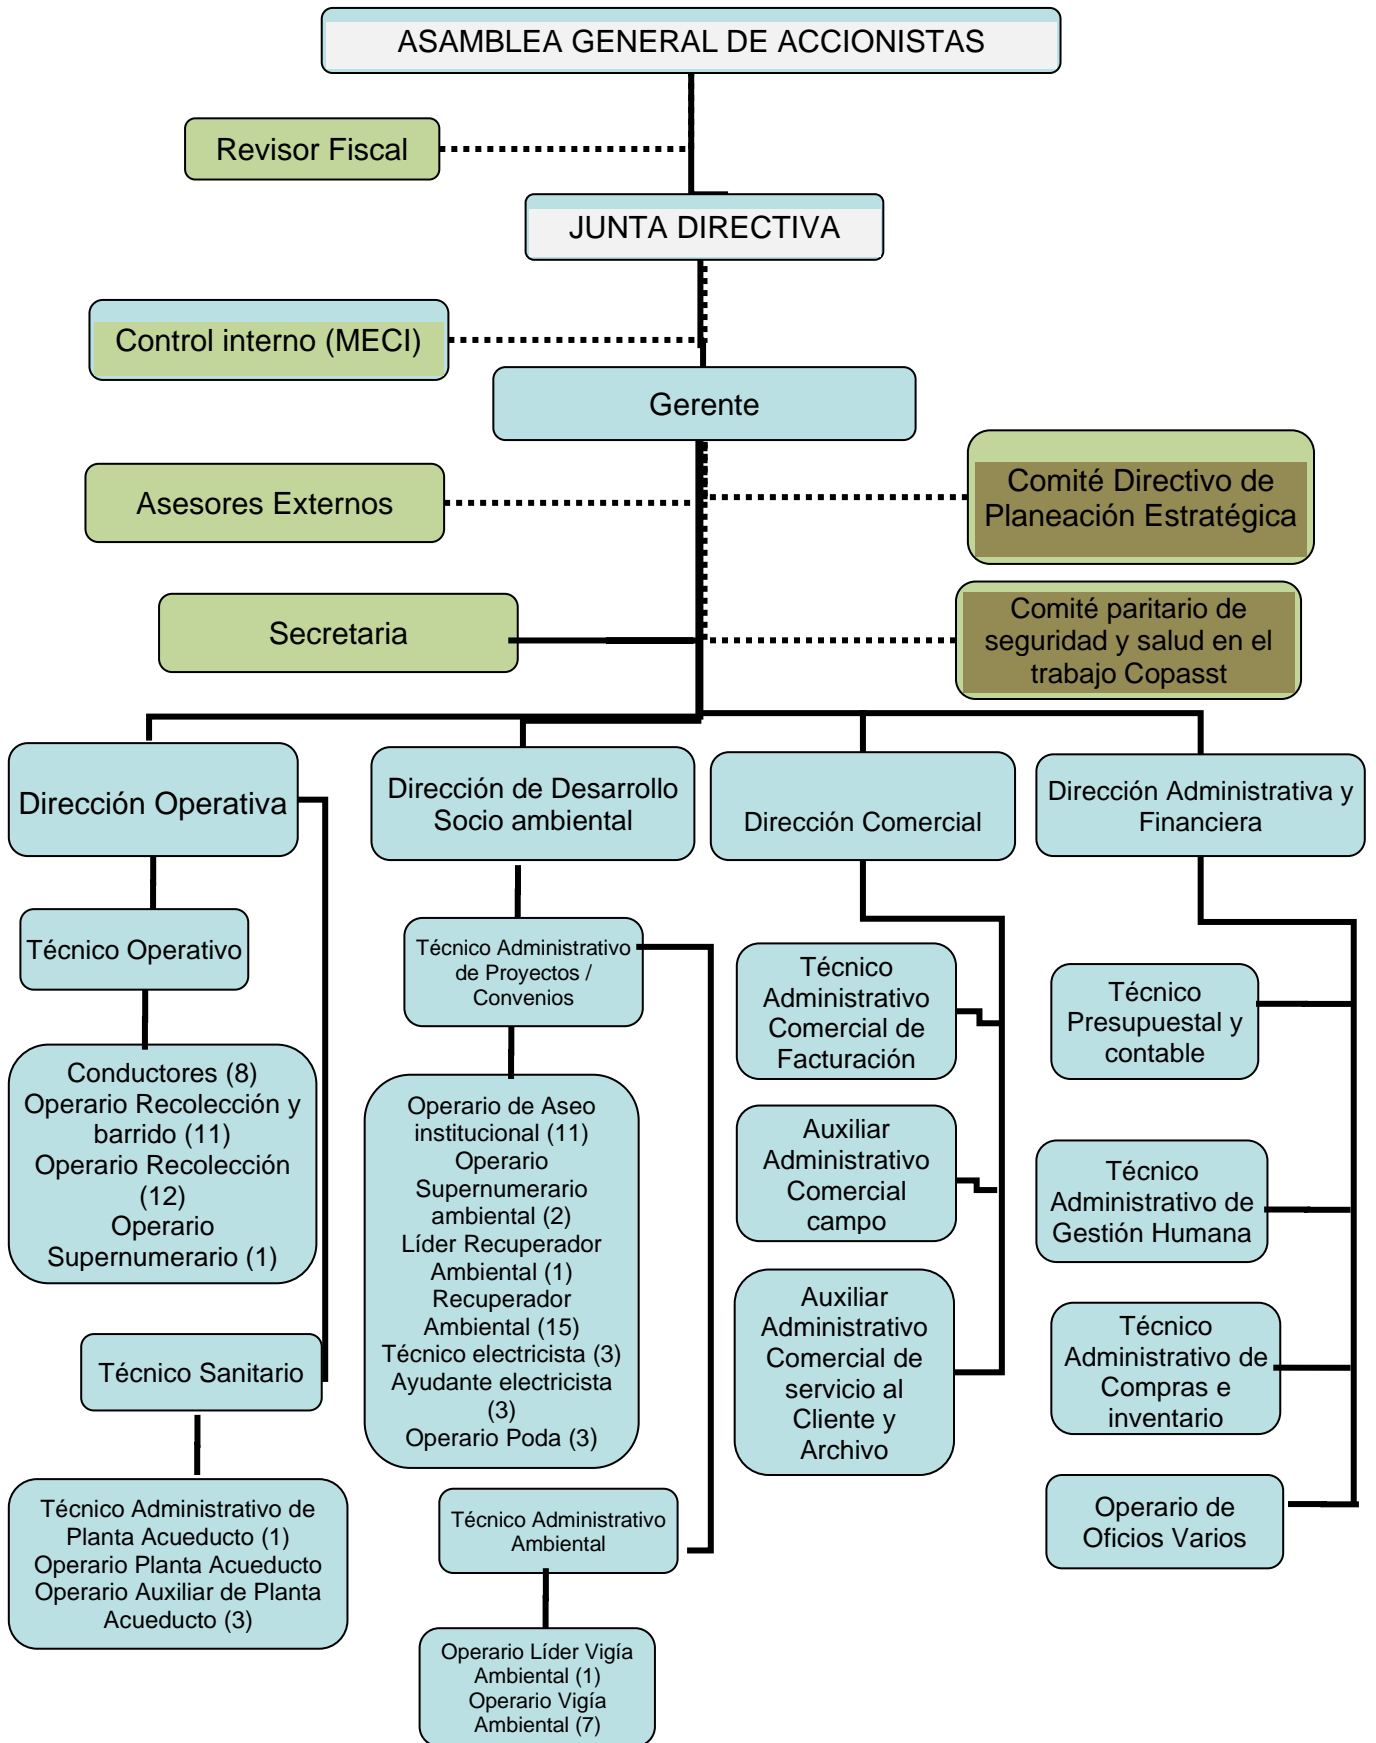 ASAMBLEA GENERAL DE ACCIONISTAS
Revisor Fiscal
JUNTA DIRECTIVA
Control interno (MECI)
Gerente
Asesores Externos
Comité Directivo de
Planeación Estratégica
Secretaria
Comité paritario de
seguridad y salud en el
trabajo Copasst
Dirección Operativa
Técnico Operativo
Conductores (8)
Operario Recolección y
barrido (11)
Operario Recolección
(12)
Operario
Supernumerario (1)
Técnico Sanitario
Técnico Administrativo de
Planta Acueducto (1)
Operario Planta Acueducto
Operario Auxiliar de Planta
Acueducto (3)
Dirección de Desarrollo
Socio ambiental
Técnico Administrativo
de Proyectos /
Convenios
Operario de Aseo
institucional (11)
Operario
Supernumerario
ambiental (2)
Líder Recuperador
Ambiental (1)
Recuperador
Ambiental (15)
Técnico electricista (3)
Ayudante electricista
(3)
Operario Poda (3)
Técnico Administrativo
Ambiental
Operario Líder Vigía
Ambiental (1)
Operario Vigía
Ambiental (7)
Dirección Comercial
Técnico
Administrativo
Comercial de
Facturación
Auxiliar
Administrativo
Comercial
campo
Auxiliar
Administrativo
Comercial de
servicio al
Cliente y
Archivo
Dirección Administrativa y
Financiera
Técnico
Presupuestal y
contable
Técnico
Administrativo de
Gestión Humana
Técnico
Administrativo de
Compras e
inventario
Operario de
Oficios Varios